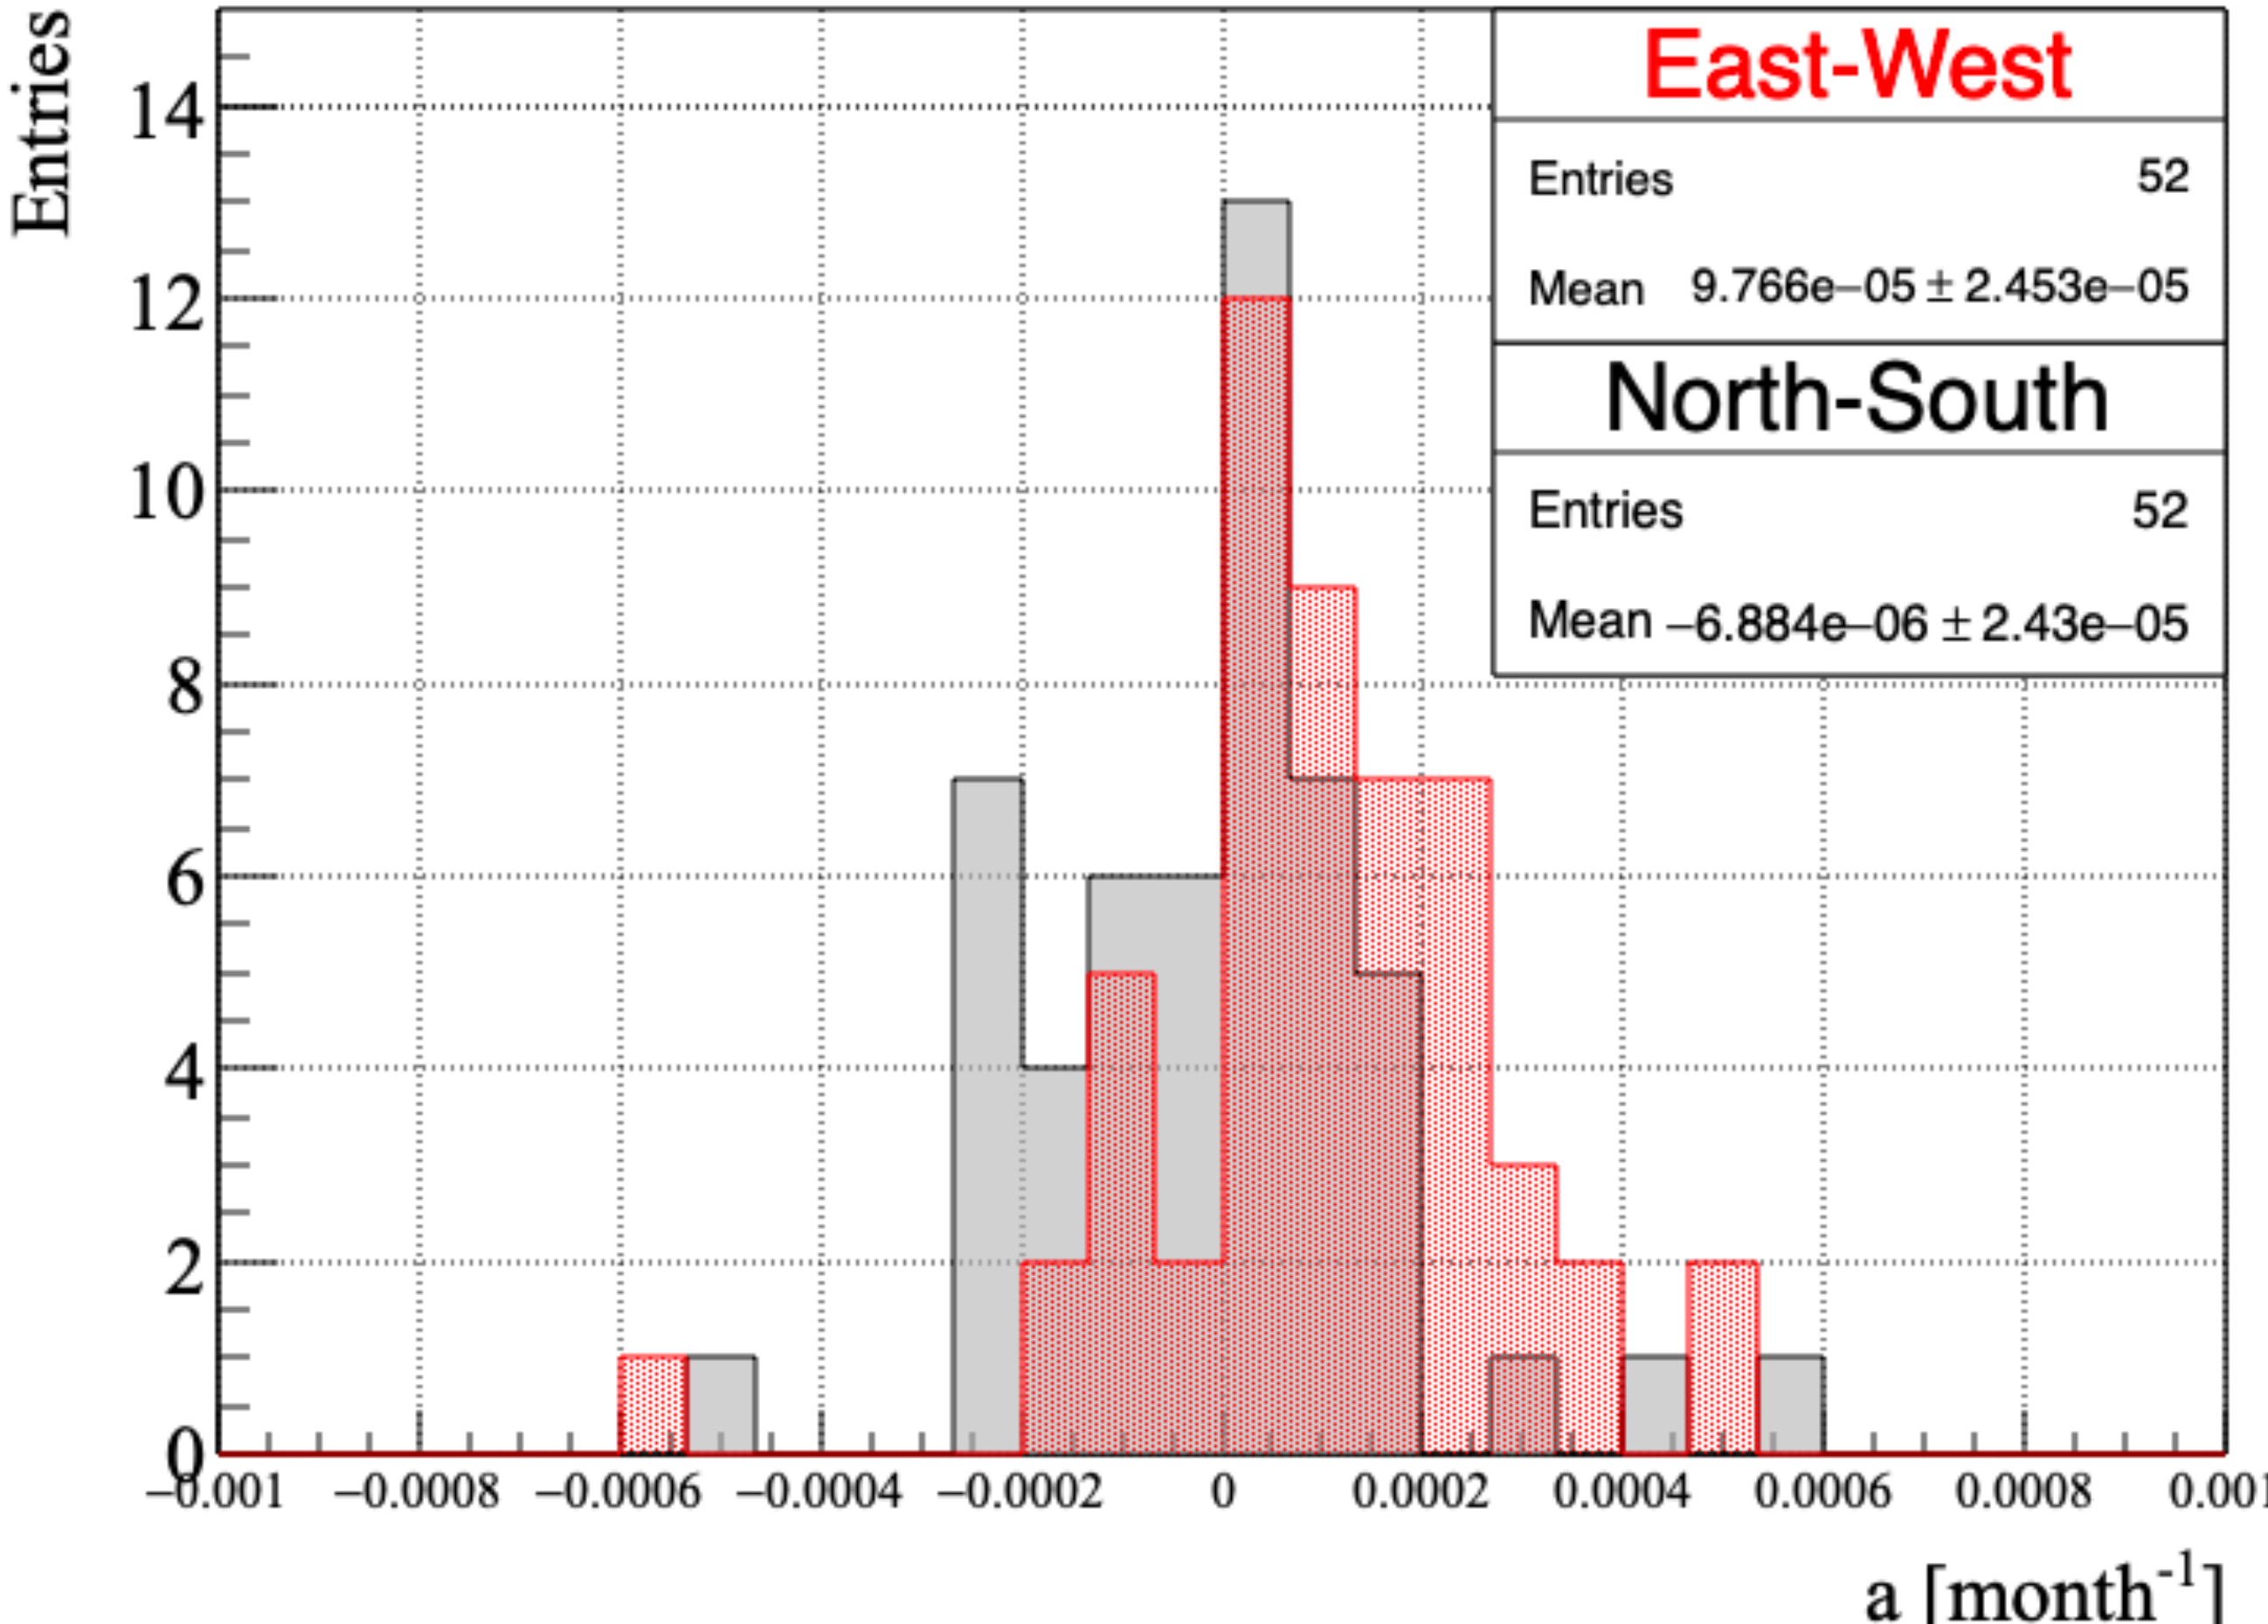 Entries
14
12
10
8
6
4
2
0
East-West
Entries 52
Mean 9.766e−05 ± 2.453e−05
North-South
Entries 52
Mean −6.884e−06 ± 2.43e−05
−0.001 −0.0008 −0.0006 −0.0004 −0.0002 0 0.0002 0.0004 0.0006 0.0008 0.001
a [month⁻¹]